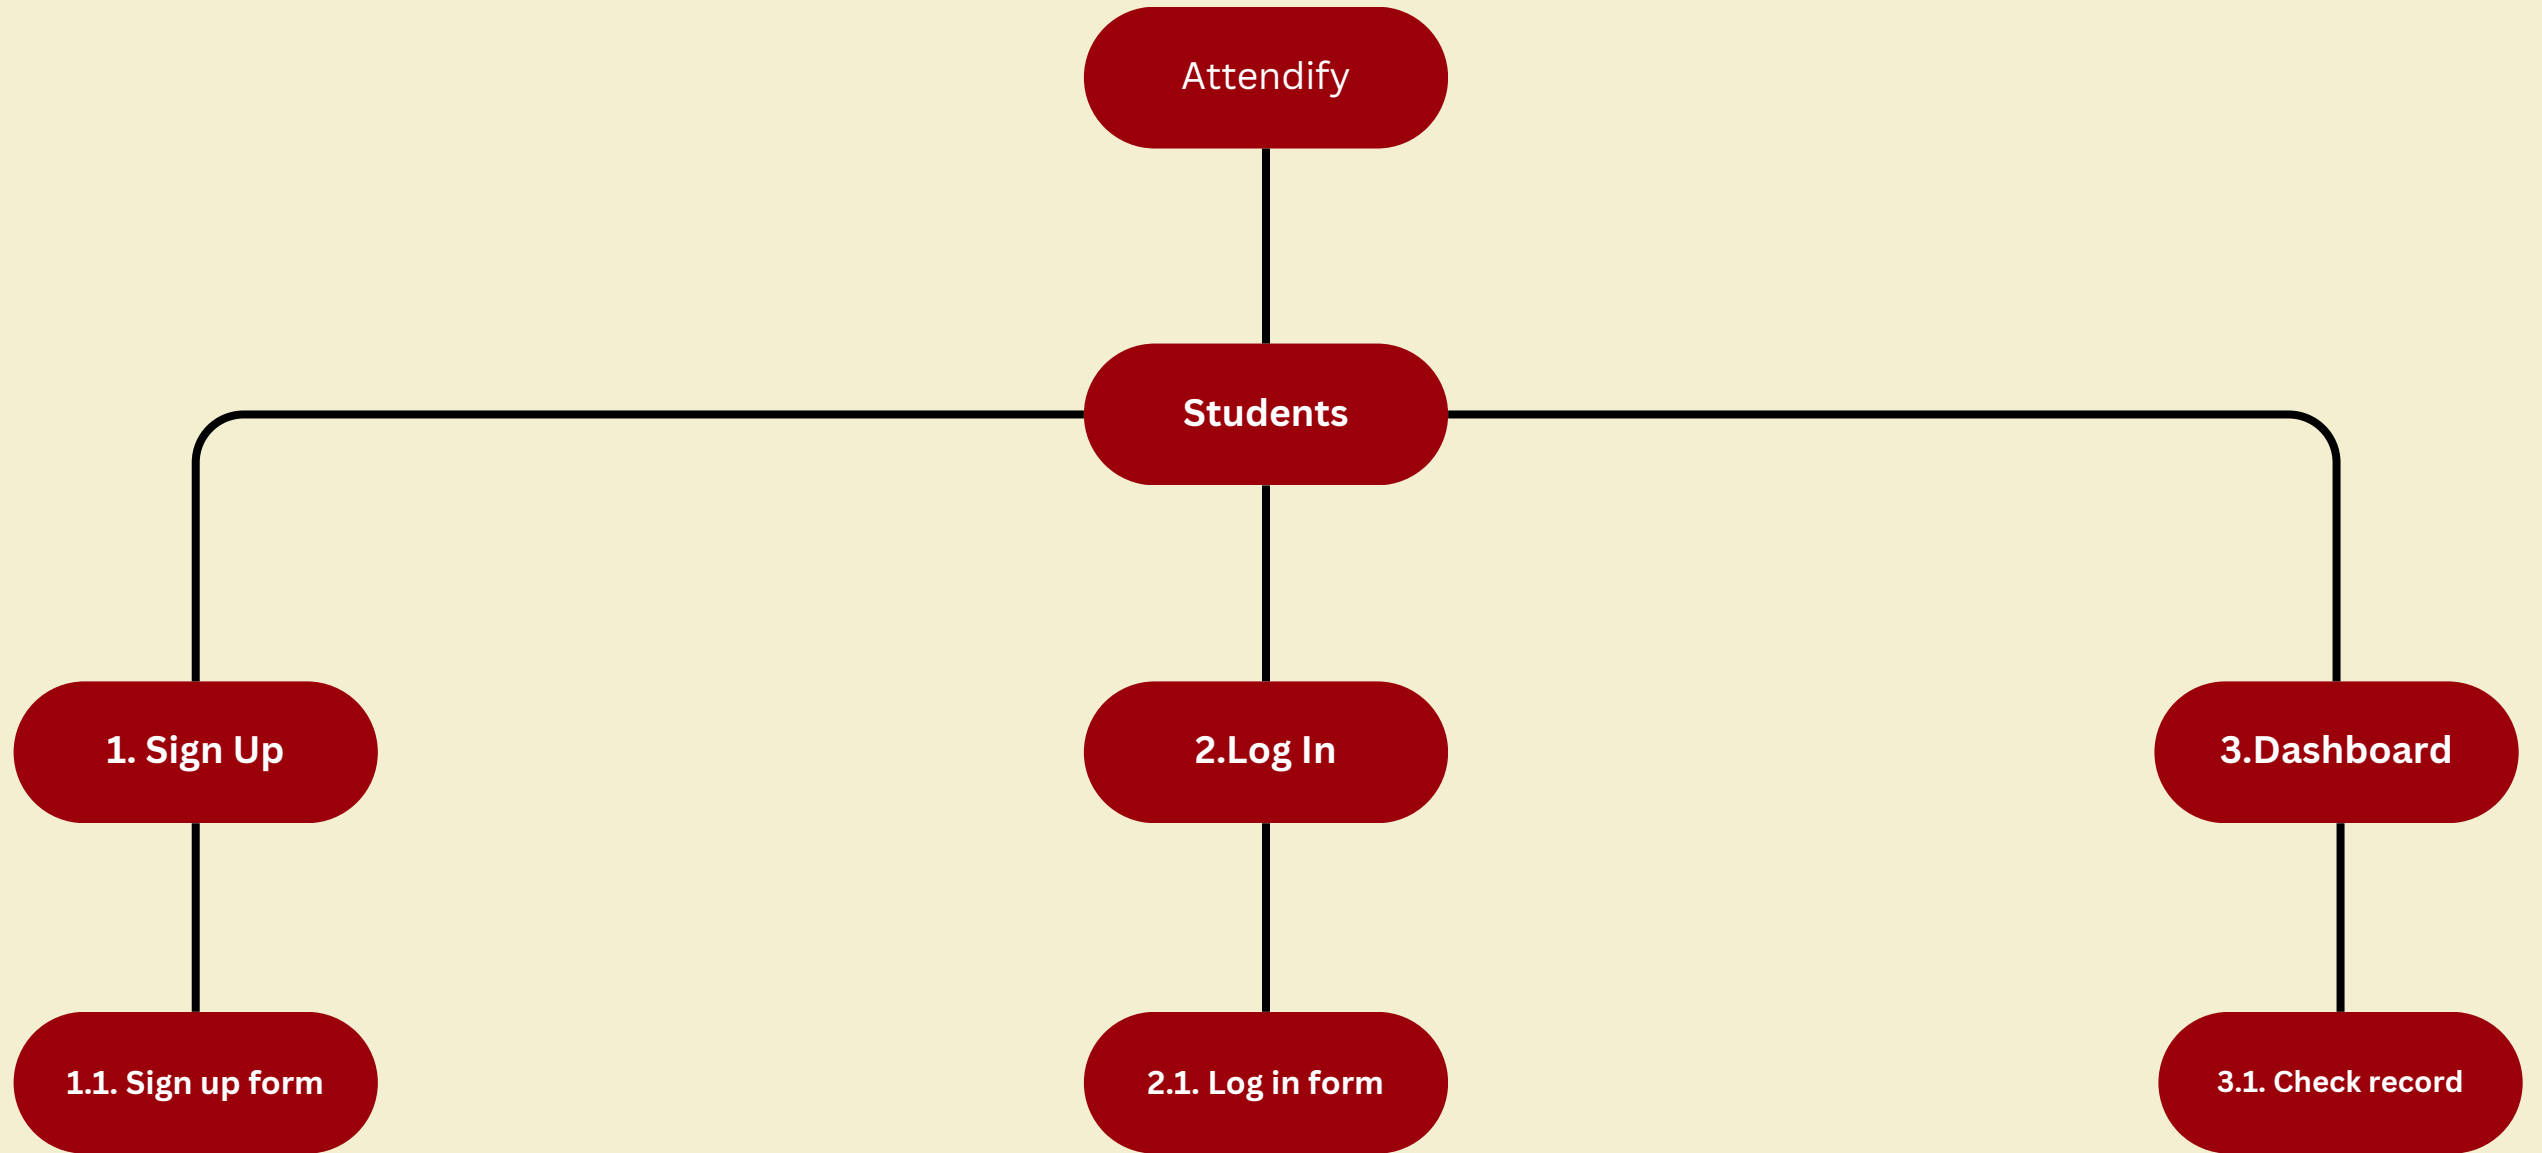 Attendify
Students
1. Sign Up
2.Log In
3.Dashboard
1.1. Sign up form
2.1. Log in form
3.1. Check record